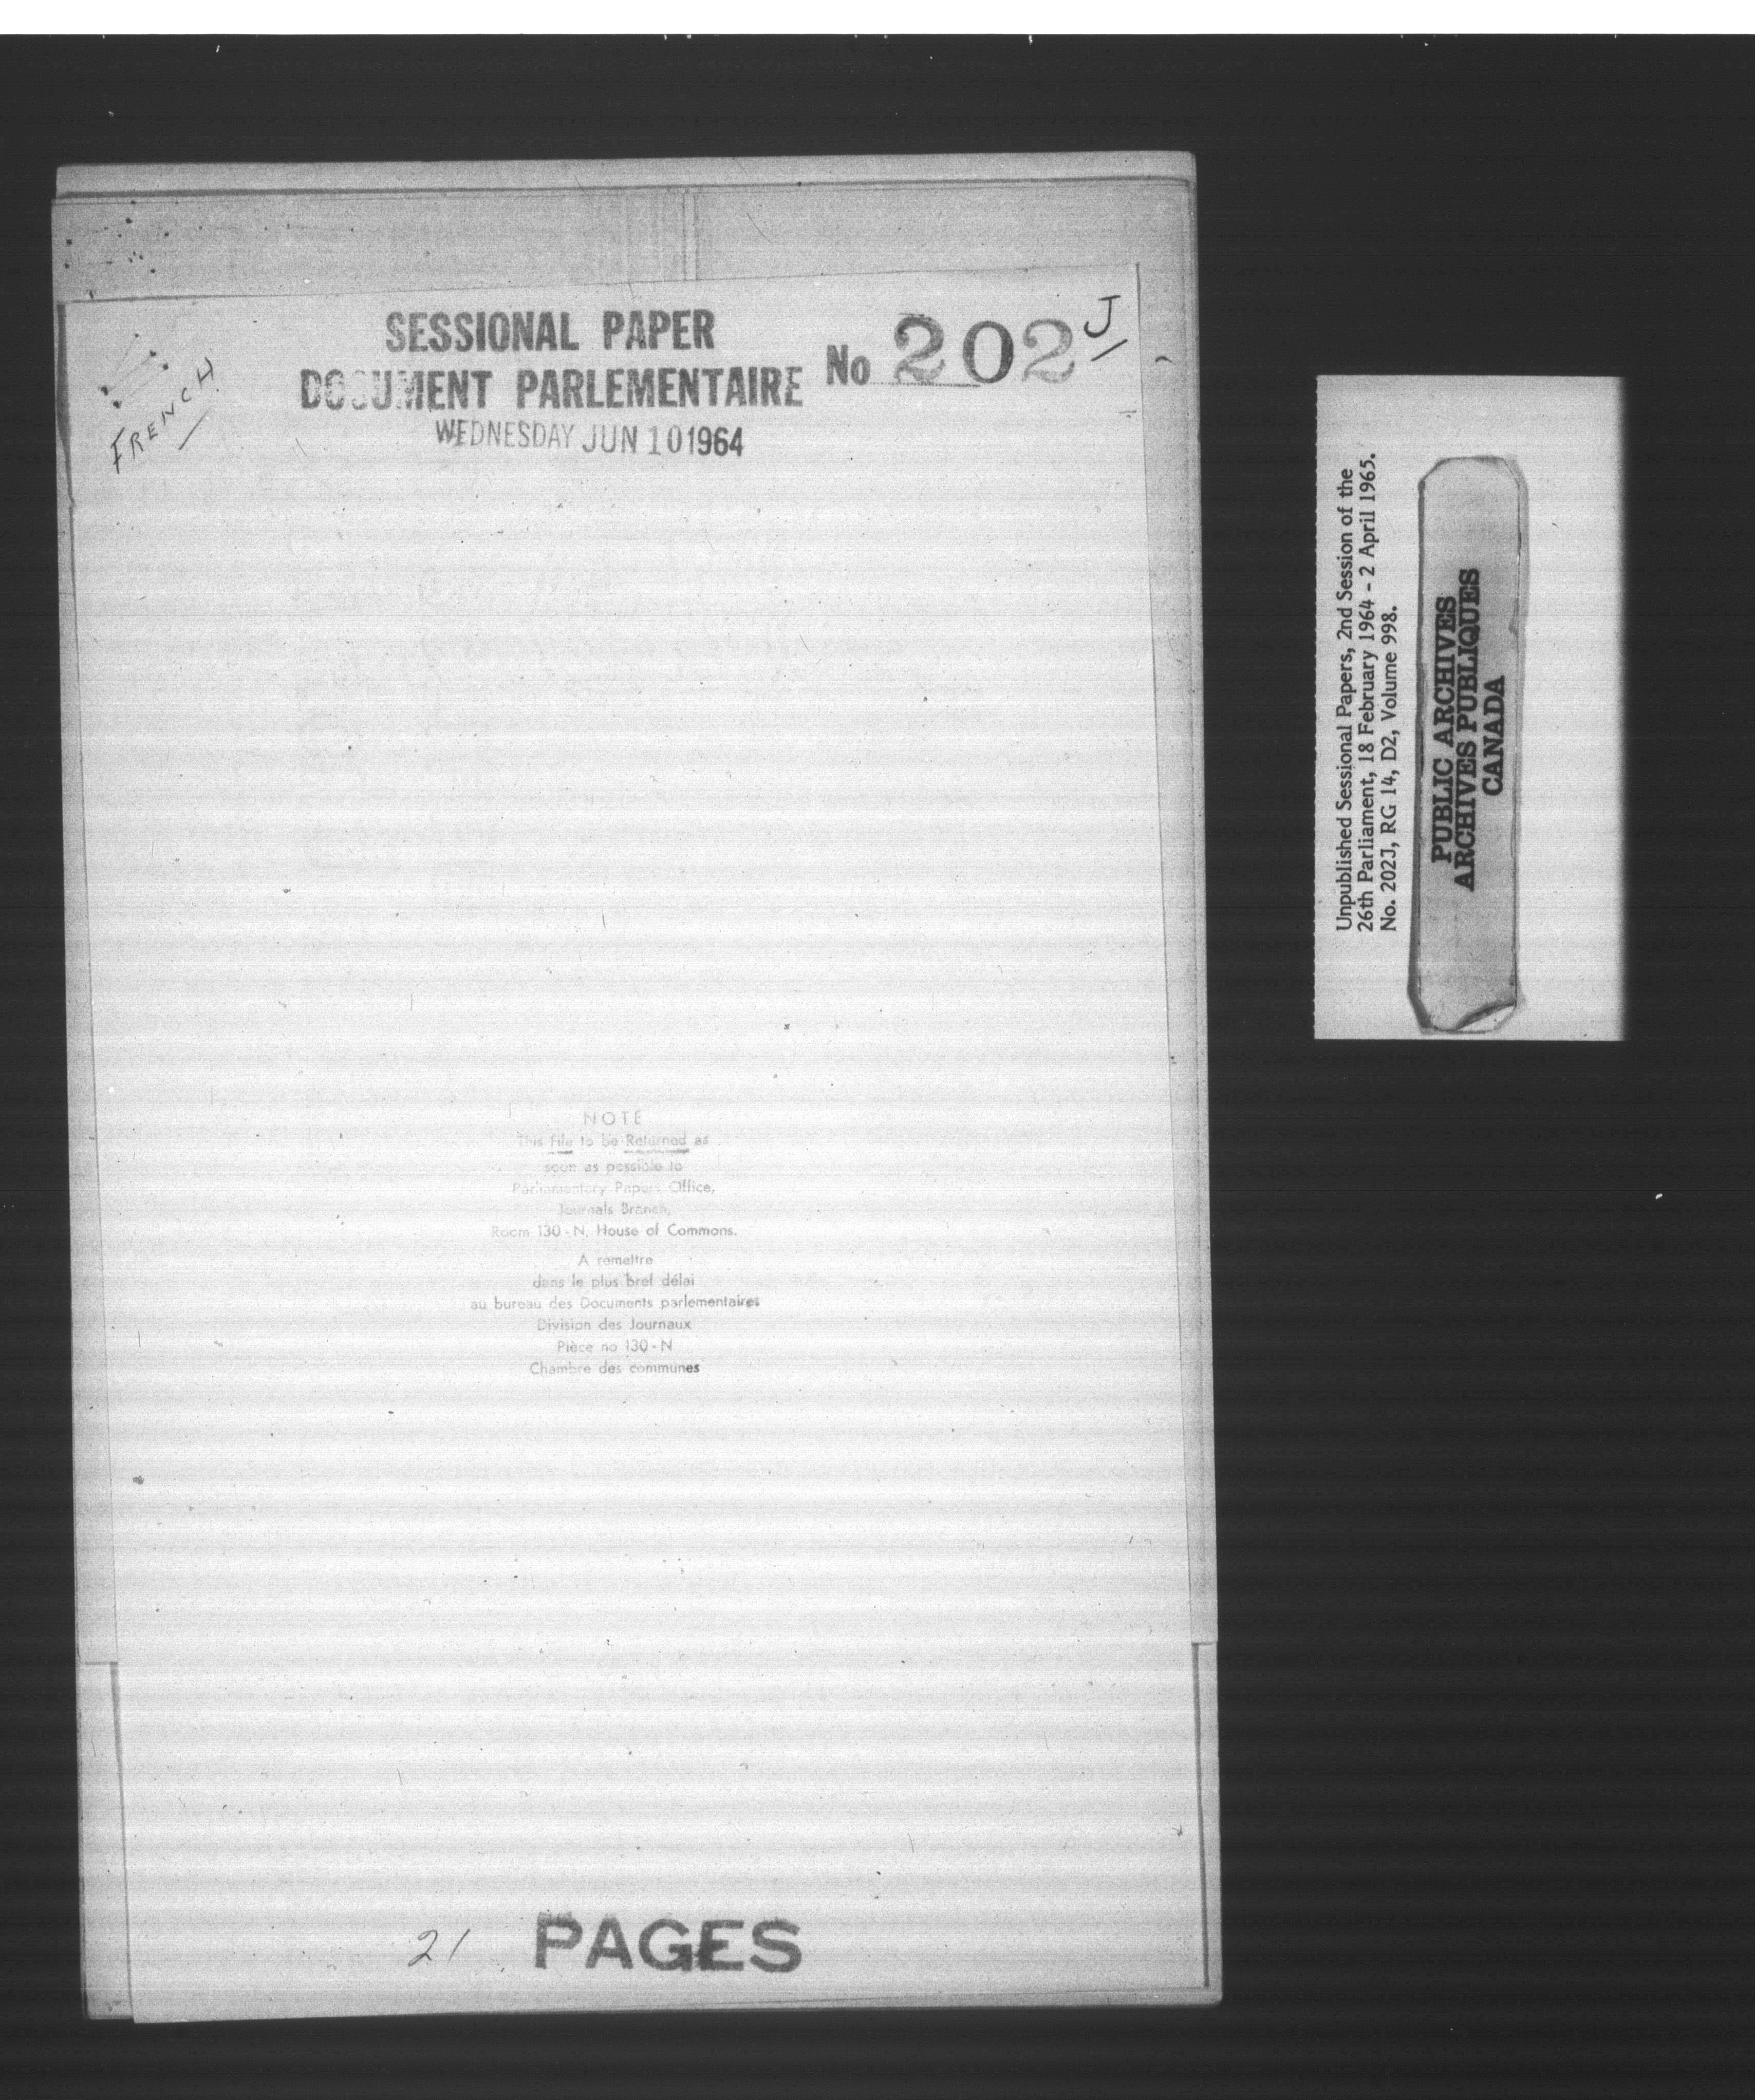 SESSIONAL PAPER
DOCUMENT PARLEMENTAIRE
No 202 J
WEDNESDAY JUN 10 1964
FRENCH
NOTE
This File to be Returned as
soon as possible to
Parliamentary Papers Office,
Journals Branch,
Room 130 - N, House of Commons.
A remettre
dans le plus bref délai
au bureau des Documents parlementaires
Division des Journaux
Pièce no 130 - N
Chambre des communes
21 PAGES
Unpublished Sessional Papers, 2nd Session of the
26th Parliament, 18 February 1964 - 2 April 1965.
No. 202J, RG 14, D2, Volume 998.
PUBLIC ARCHIVES
ARCHIVES PUBLIQUES
CANADA